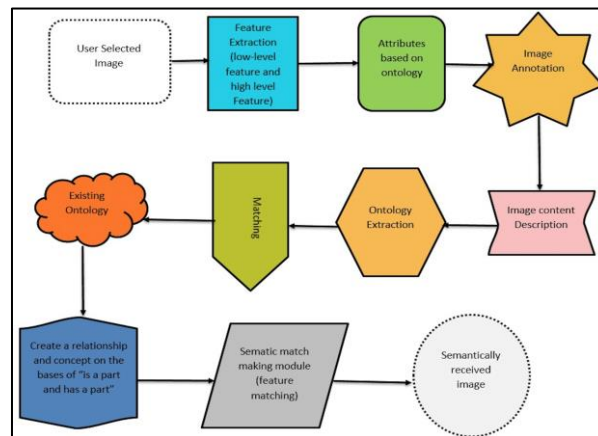 User Selected
Image
Feature
Extraction
(low-level
feature and
high level
Feature)
Attributes
based on
ontology
Image
Annotation
Existing
Ontology
Matching
Ontology
Extraction
Image content
Description
Create a relationship
and concept on the
bases of "is a part
and has a part"
Sematic match
making module
(feature
matching)
Semantically
received
image